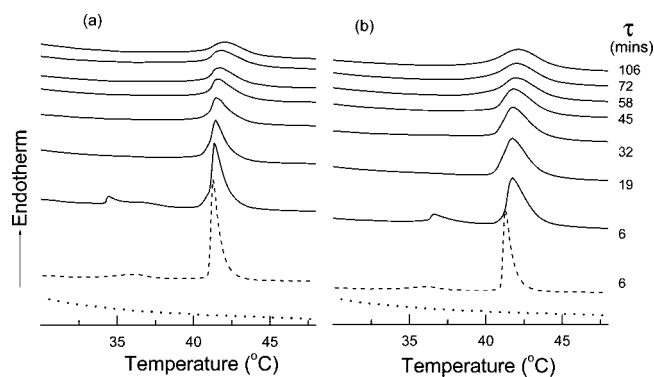 (a)
(b)
τ
(mins)
106
72
58
45
32
19
6
6
Endotherm
35 40 45
35 40 45
Temperature (°C)
Temperature (°C)